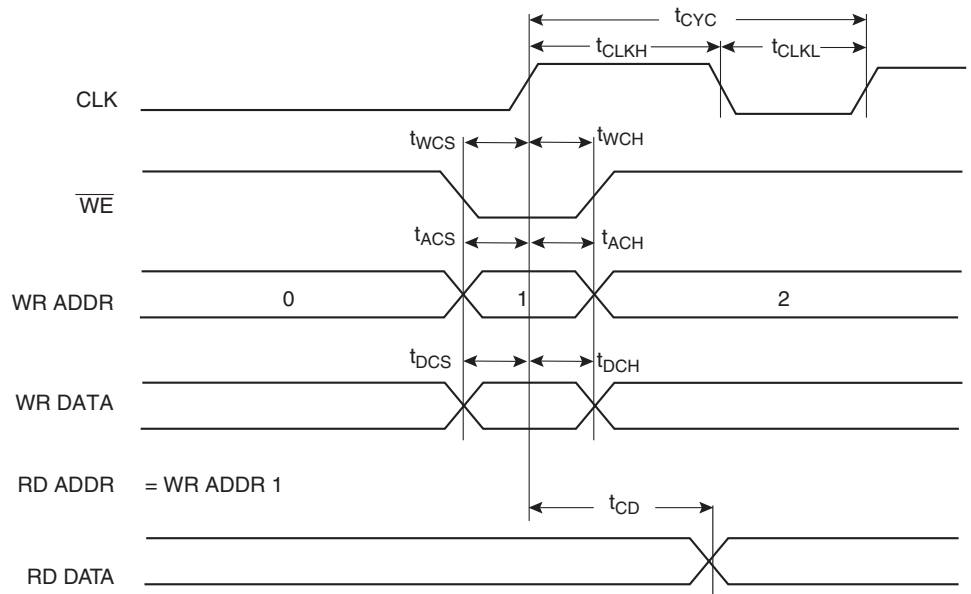 tCYC
tCLKH tCLKL
CLK
tWCS tWCH
WE
tACS tACH
WR ADDR 0 1 2
tDCS tDCH
WR DATA
RD ADDR = WR ADDR 1
tCD
RD DATA